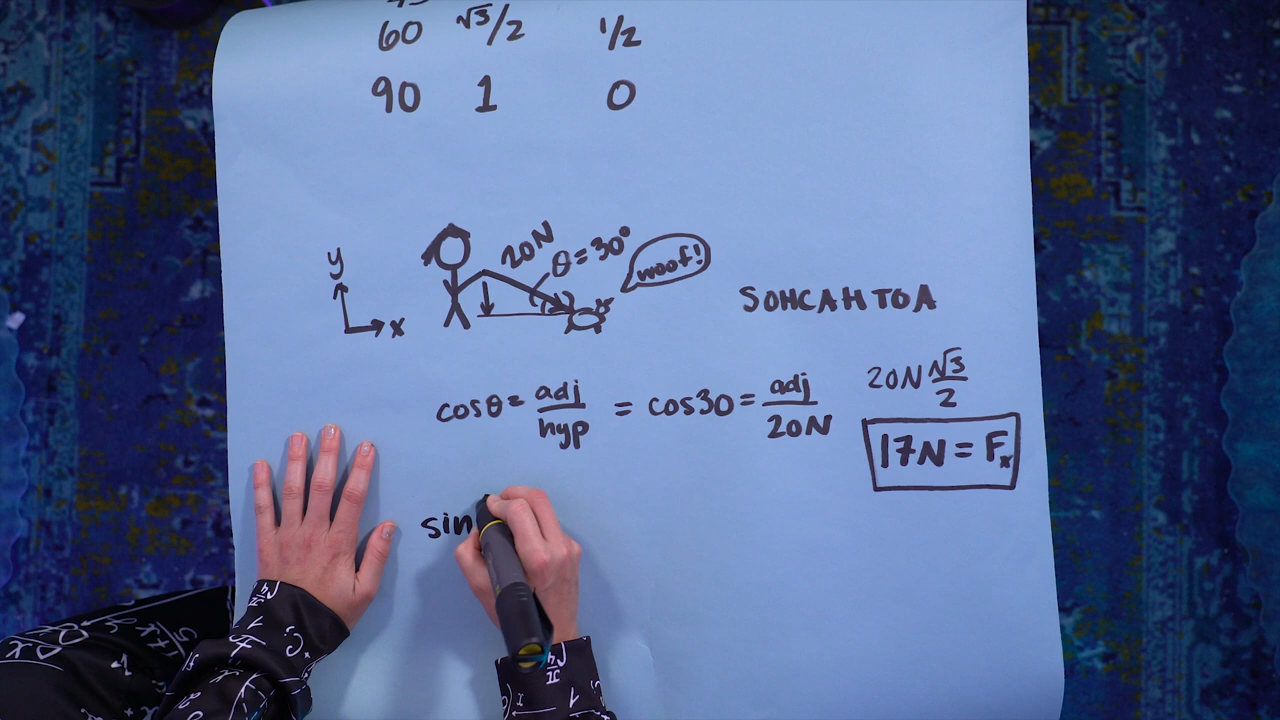 60 √3/2 1/2
90 1 0
y
x
20N
θ=30°
woof!
SOHCAHTOA
cosθ= adj/hyp = cos30= adj/20N
20N √3/2
17N = Fₓ
sin